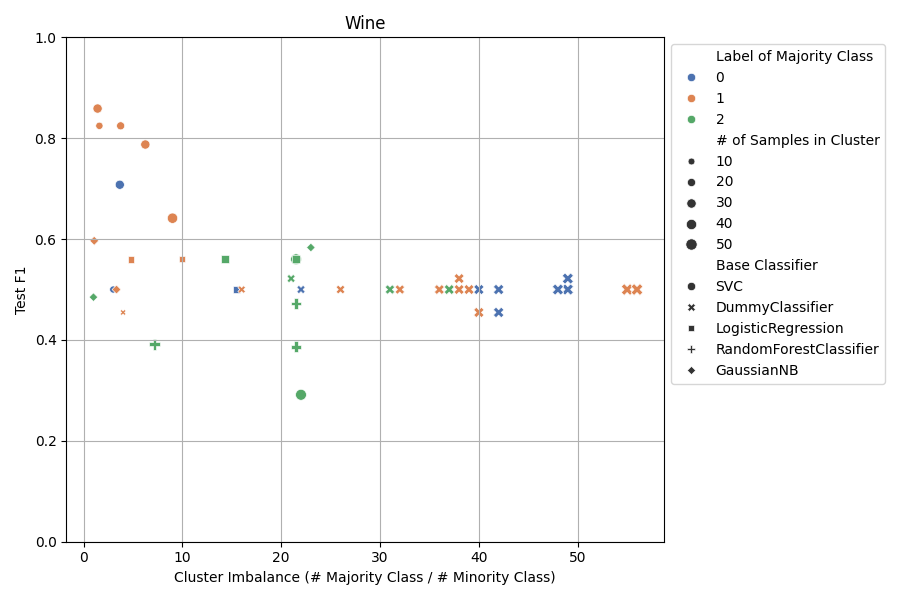 Wine
1.0
0.8
0.6
0.4
0.2
0.0
Test F1
0
10
20
30
40
50
Cluster Imbalance (# Majority Class / # Minority Class)
Label of Majority Class
0
1
2
# of Samples in Cluster
10
20
30
40
50
Base Classifier
SVC
DummyClassifier
LogisticRegression
RandomForestClassifier
GaussianNB